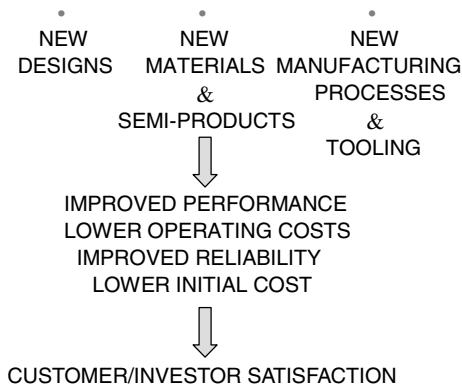 • • •
NEW NEW NEW
DESIGNS MATERIALS MANUFACTURING
& PROCESSES
SEMI-PRODUCTS &
TOOLING
IMPROVED PERFORMANCE
LOWER OPERATING COSTS
IMPROVED RELIABILITY
LOWER INITIAL COST
CUSTOMER/INVESTOR SATISFACTION